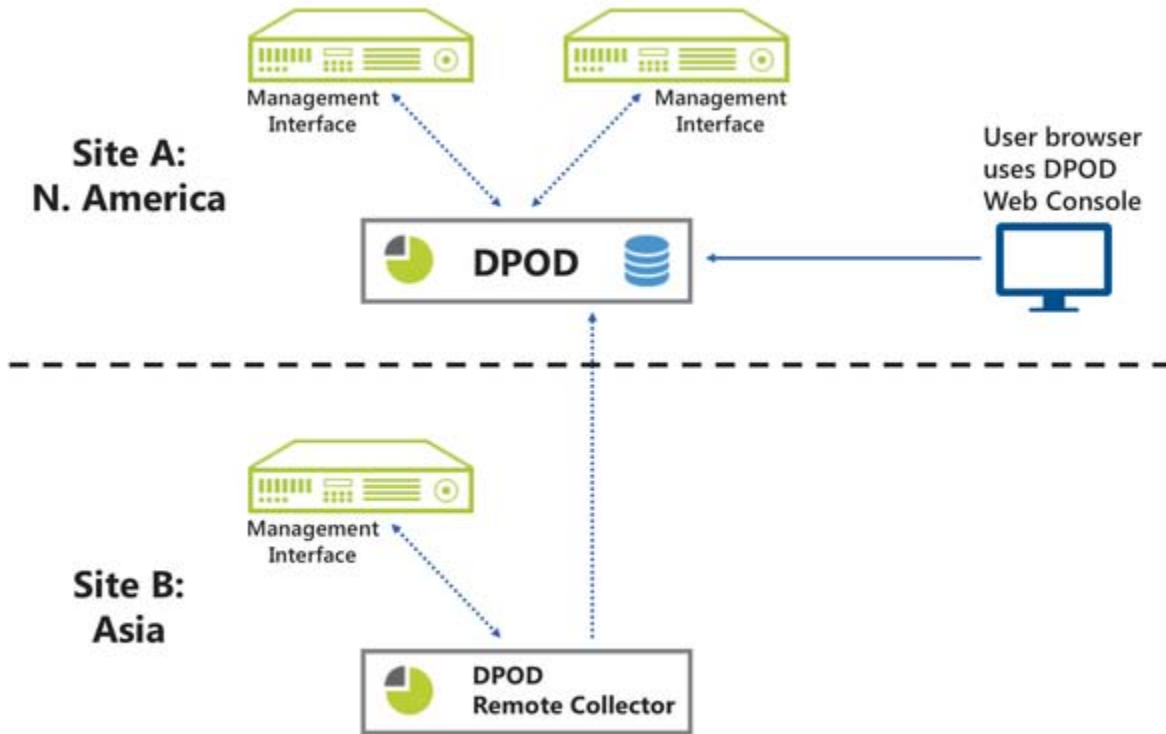 Management
Interface
Management
Interface
Site A:
N. America
User browser
uses DPOD
Web Console
DPOD
Management
Interface
Site B:
Asia
DPOD
Remote Collector